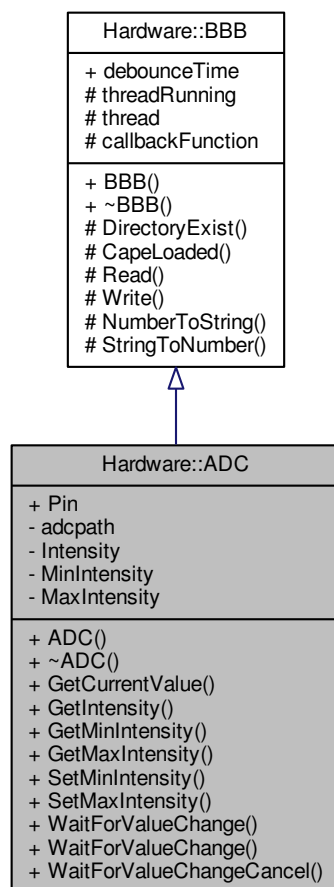 Hardware::BBB
+ debounceTime
# threadRunning
# thread
# callbackFunction
+ BBB()
+ ~BBB()
# DirectoryExist()
# CapeLoaded()
# Read()
# Write()
# NumberToString()
# StringToNumber()
Hardware::ADC
+ Pin
- adcpath
- Intensity
- MinIntensity
- MaxIntensity
+ ADC()
+ ~ADC()
+ GetCurrentValue()
+ GetIntensity()
+ GetMinIntensity()
+ GetMaxIntensity()
+ SetMinIntensity()
+ SetMaxIntensity()
+ WaitForValueChange()
+ WaitForValueChange()
+ WaitForValueChangeCancel()